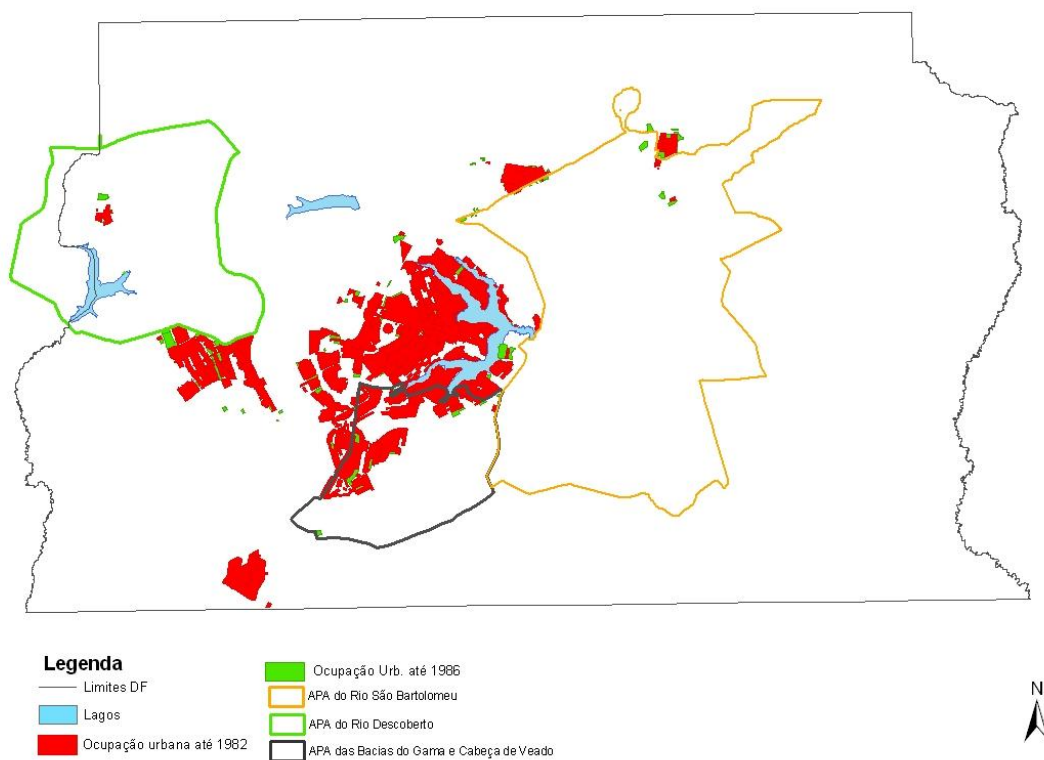 Legenda
Limites DF
Lagos
Ocupação urbana até 1982
Ocupação Urb. até 1986
APA do Rio São Bartolomeu
APA do Rio Descoberto
APA das Bacias do Gama e Cabeça de Veado
N